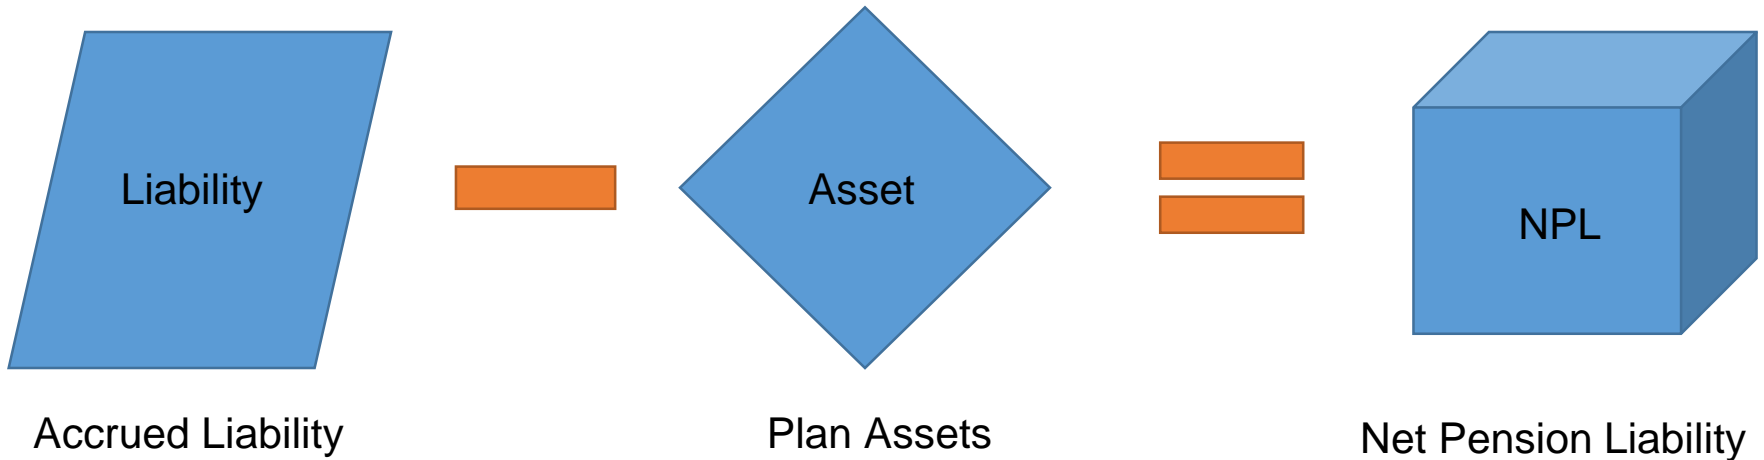 Liability
Asset
NPL
Accrued Liability
Plan Assets
Net Pension Liability